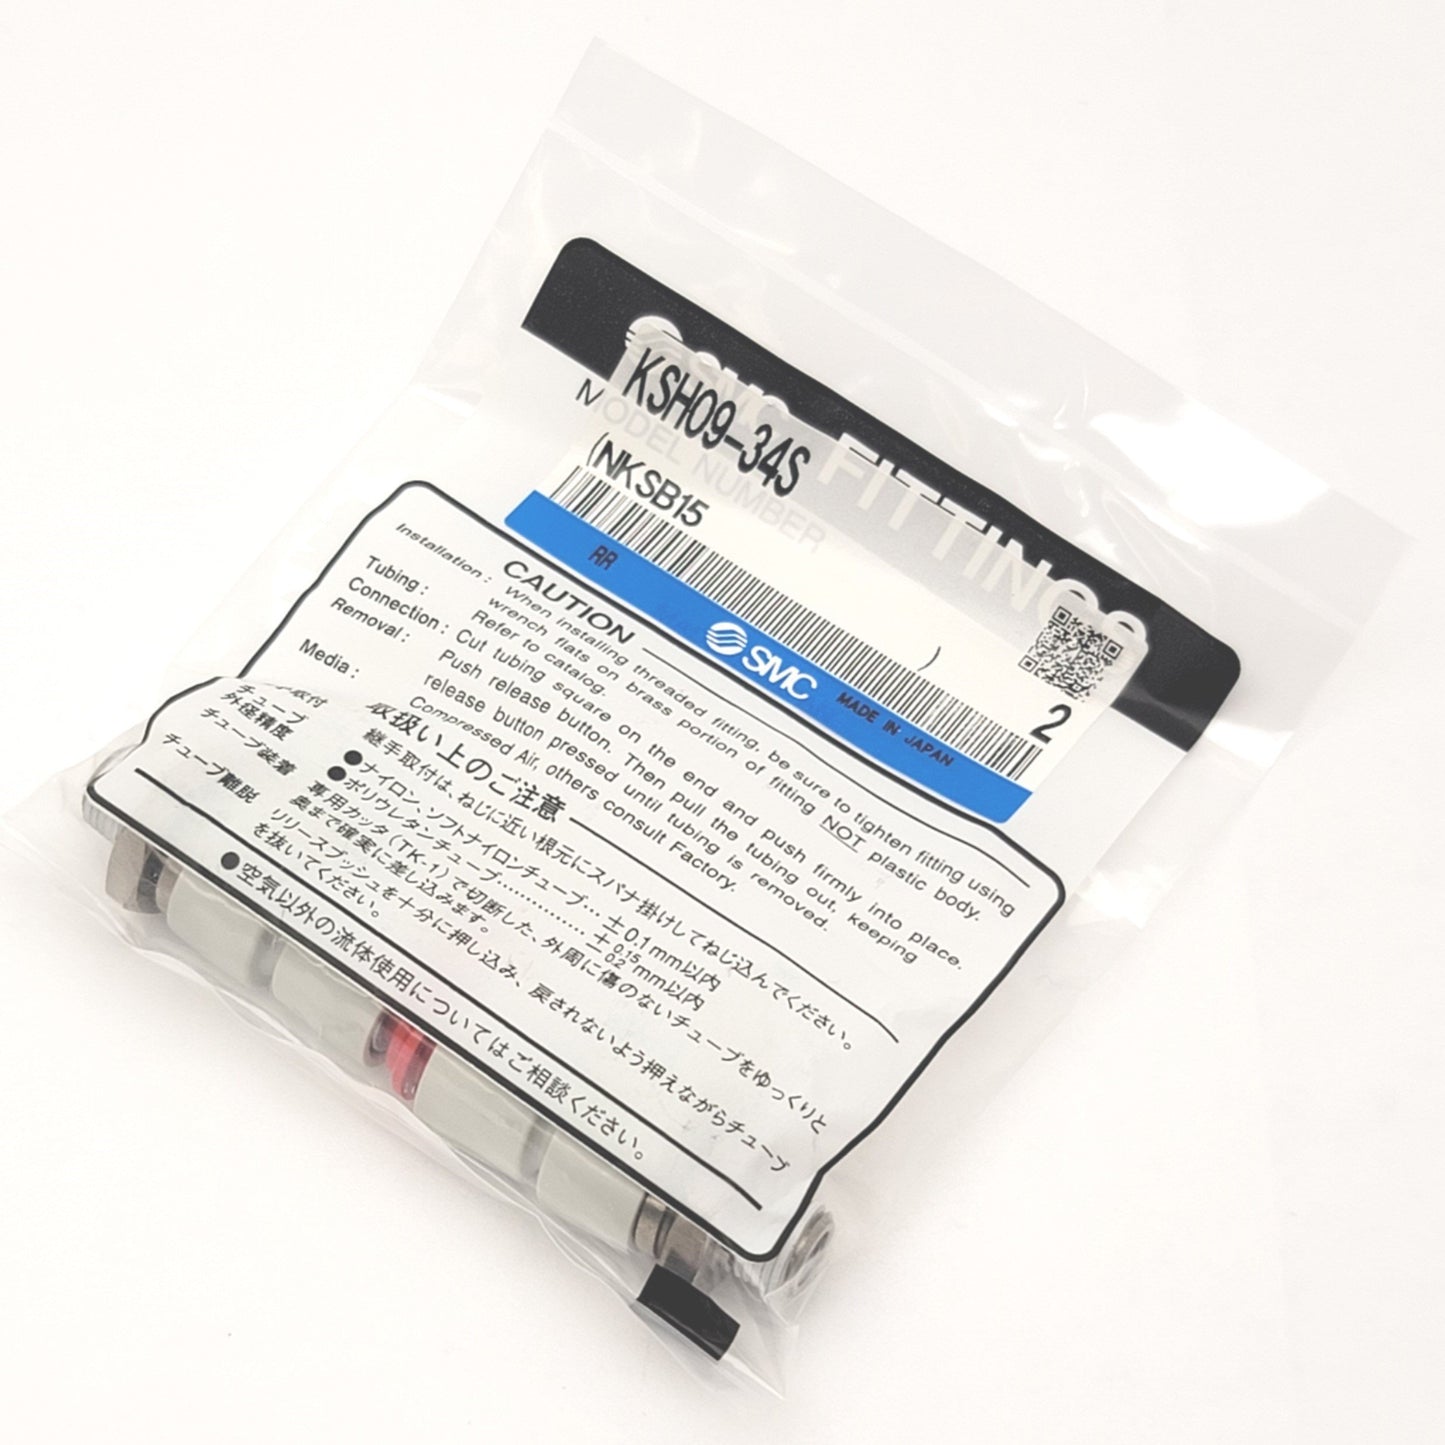 SMC FITTINGS
MODEL NUMBER
KSH09-34S
(NKSB15
)
2
RR
SMC
MADE IN JAPAN
CAUTION
Installation: When installing threaded fitting, be sure to tighten fitting using
wrench flats on brass portion of fitting NOT plastic body.
Refer to catalog.
Tubing: Cut tubing square on the end and push firmly into place.
Connection: Push release button. Then pull the tubing out, keeping
Removal: release button pressed until tubing is removed.
Media: Compressed Air, others consult Factory.
取扱い上のご注意
取付 継手取付は、ねじに近い根元にスパナ掛けしてねじ込んでください。
チューブ ●ナイロン、ソフトナイロンチューブ… ±0.1mm以内
外径精度 ●ポリウレタンチューブ…………… +0.15 -0.2 mm以内
チューブ装着 専用カッタ(TK-1)で切断した、外周に傷のないチューブをゆっくりと
奥まで確実に差し込みます。
チューブ離脱 リリースブッシュを十分に押し込み、戻されないよう押えながらチューブ
を抜いてください。
●空気以外の流体使用についてはご相談ください。